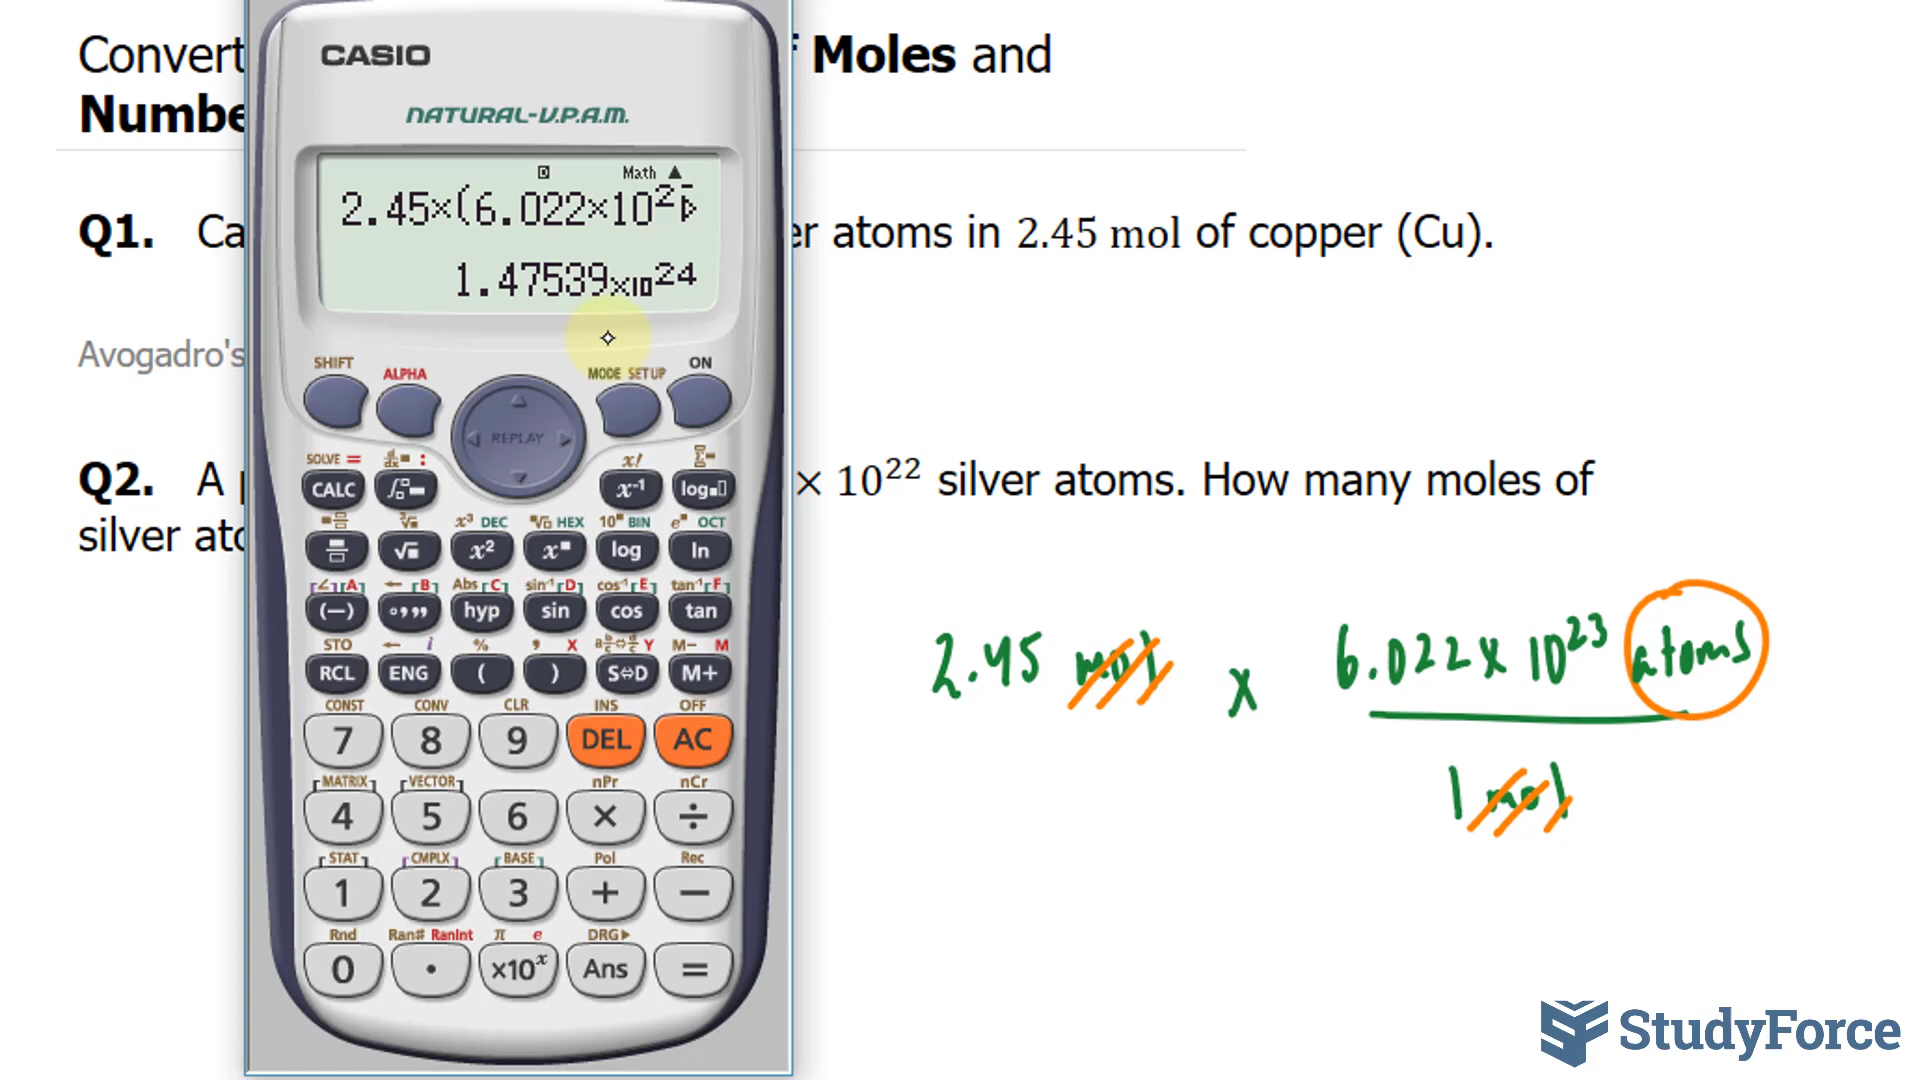 Convert
Moles and
Numbe
Q1. Ca
er atoms in 2.45 mol of copper (Cu).
Avogadro's
Q2. A
× 10²² silver atoms. How many moles of
silver ato
CASIO
NATURAL-V.P.A.M.
D Math ▲
2.45×(6.022×10²
1.47539×10²⁴
SHIFT ALPHA MODE SETUP ON
REPLAY
SOLVE = d/dx : x! Σ
CALC ∫ x⁻¹ log
x³ DEC HEX 10 BIN e OCT
√ x² x log ln
∠ A ← B Abs C sin⁻¹ D cos⁻¹ E tan⁻¹ F
(−) °,,, hyp sin cos tan
STO ← i % , X a b/c⇔d/c Y M− M
RCL ENG ( ) S⇔D M+
CONST CONV CLR INS OFF
7 8 9 DEL AC
MATRIX VECTOR nPr nCr
4 5 6 × ÷
STAT CMPLX BASE Pol Rec
1 2 3 + −
Rnd Ran# RanInt π e DRG▶
0 . ×10ˣ Ans =
2.45 mol × 6.022 × 10²³ atoms
1 mol
StudyForce